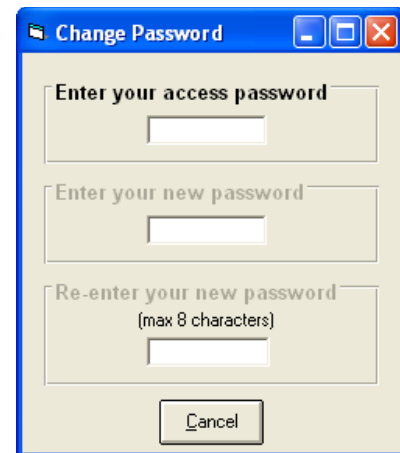 Change Password
Enter your access password
Enter your new password
Re-enter your new password
(max 8 characters)
Cancel